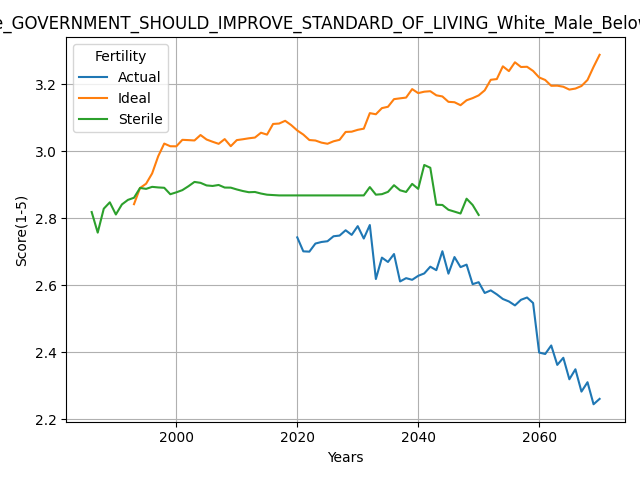 e_GOVERNMENT_SHOULD_IMPROVE_STANDARD_OF_LIVING_White_Male_Below
Fertility
Actual
Ideal
Sterile
Score(1-5)
3.2
3.0
2.8
2.6
2.4
2.2
2000
2020
2040
2060
Years